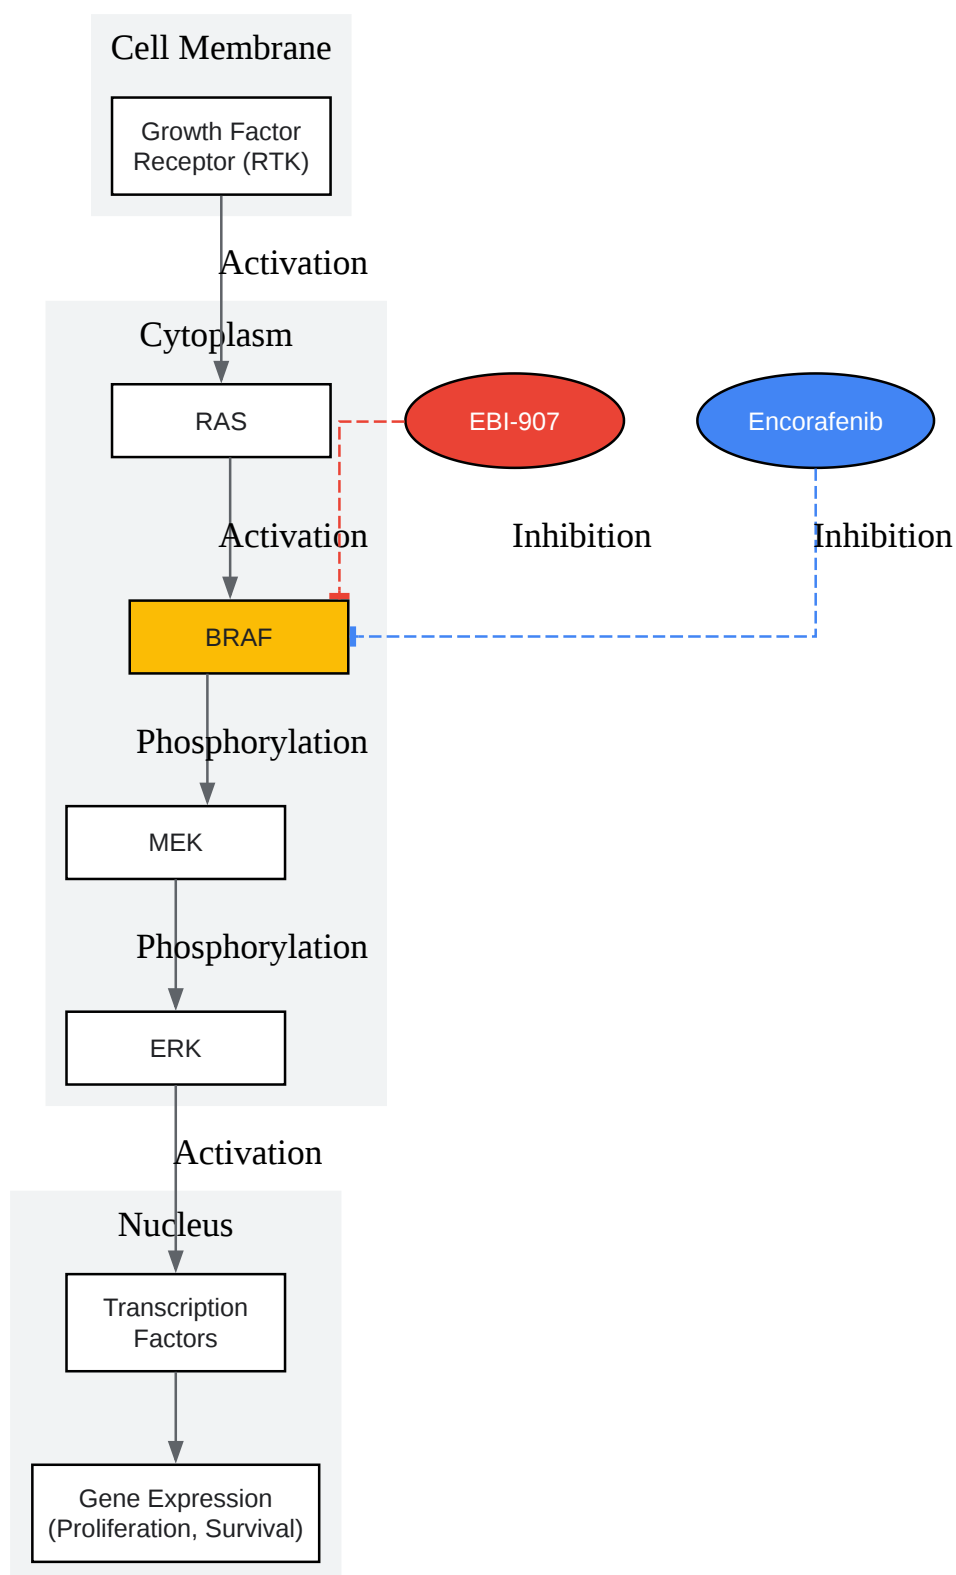 Cell Membrane
Growth Factor
Receptor (RTK)
Activation
Cytoplasm
RAS
EBI-907
Encorafenib
Activation
Inhibition
Inhibition
BRAF
Phosphorylation
MEK
Phosphorylation
ERK
Activation
Nucleus
Transcription
Factors
Gene Expression
(Proliferation, Survival)